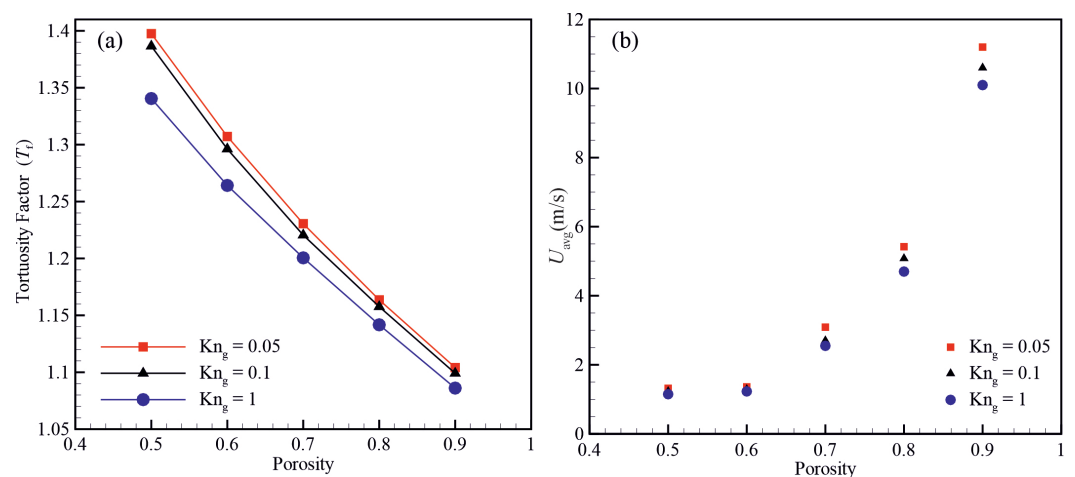 (a)
1.4
1.35
1.3
1.25
1.2
1.15
1.1
1.05
Tortuosity Factor (Tf)
Kng = 0.05
Kng = 0.1
Kng = 1
0.4 0.5 0.6 0.7 0.8 0.9 1
Porosity
(b)
12
10
8
6
4
2
0
Uavg(m/s)
Kng = 0.05
Kng = 0.1
Kng = 1
0.4 0.5 0.6 0.7 0.8 0.9 1
Porosity